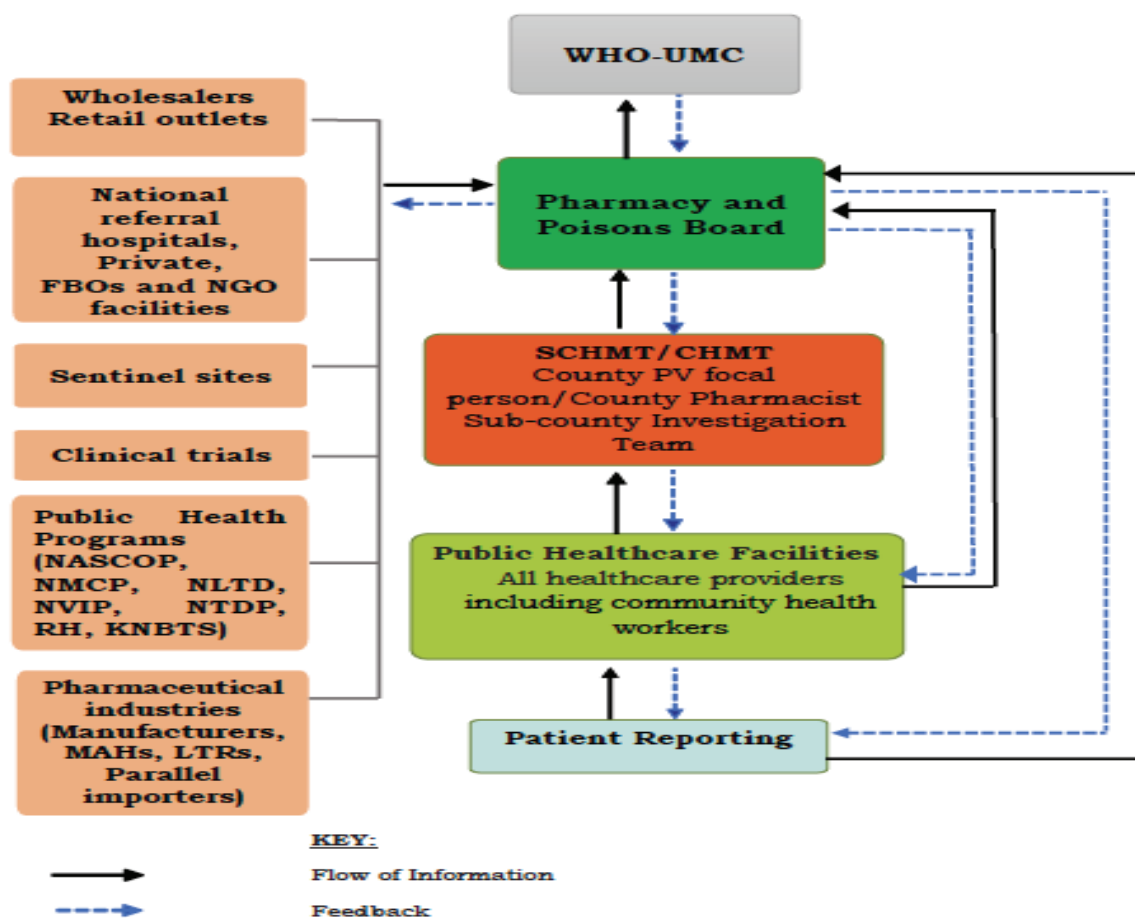 WHO-UMC
Wholesalers
Retail outlets
National
referral
hospitals,
Private,
FBOs and NGO
facilities
Sentinel sites
Clinical trials
Public Health
Programs
(NASCOP,
NMCP, NLTD,
NVIP, NTDP,
RH, KNBTS)
Pharmaceutical
industries
(Manufacturers,
MAHs, LTRs,
Parallel
importers)
Pharmacy and
Poisons Board
SCHMT/CHMT
County PV focal
person/County Pharmacist
Sub-county Investigation
Team
Public Healthcare Facilities
All healthcare providers
including community health
workers
Patient Reporting
KEY:
Flow of Information
Feedback